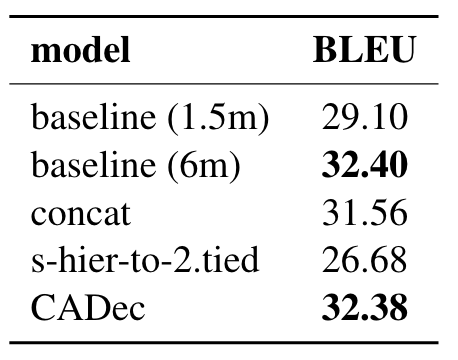 model BLEU
baseline (1.5m) 29.10
baseline (6m) 32.40
concat 31.56
s-hier-to-2.tied 26.68
CADec 32.38